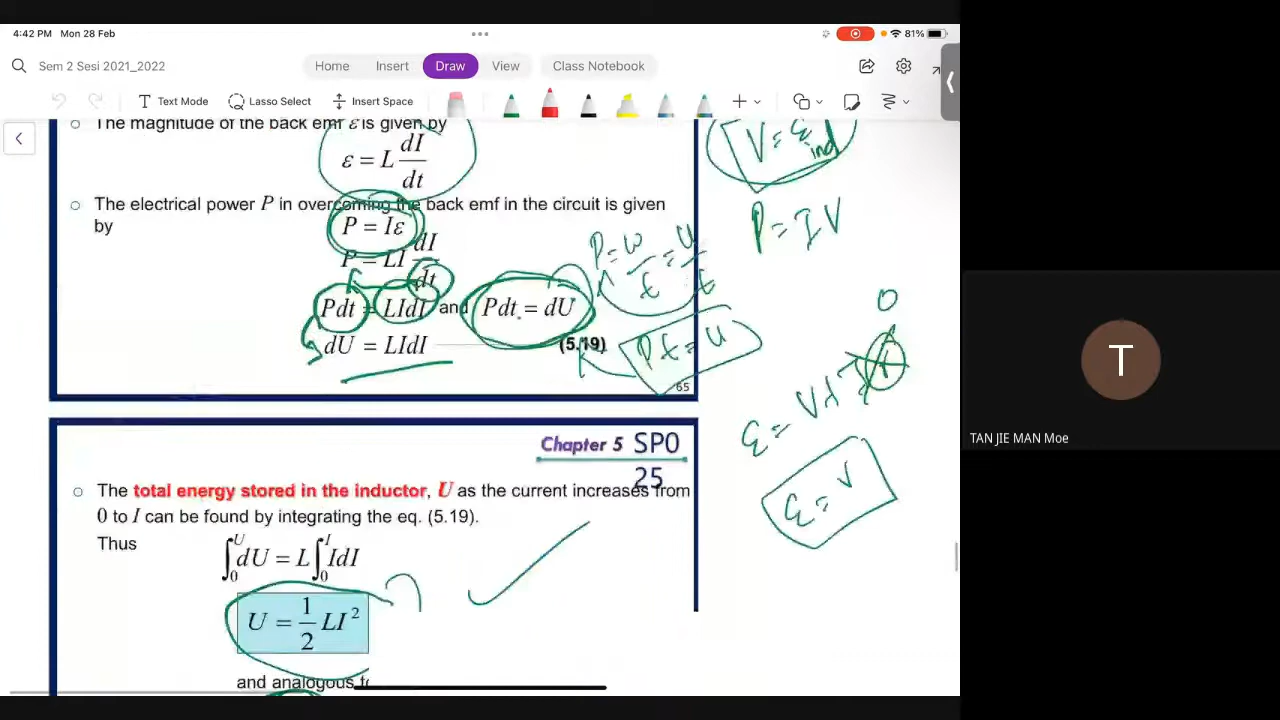 4:42 PM Mon 28 Feb
81%
Sem 2 Sesi 2021_2022
Home Insert Draw View Class Notebook
Text Mode Lasso Select Insert Space
The magnitude of the back emf ε is given by
ε = L dI/dt
V = ε ind
The electrical power P in overcoming the back emf in the circuit is given
by
P = Iε
P = IV
P = LI dI/dt
P = W/t = U/t
Pdt = LIdI and Pdt = dU
dU = LIdI
(5.19)
Pt = U
65
ε = V
Chapter 5 SPO
25
The total energy stored in the inductor, U as the current increases from
0 to I can be found by integrating the eq. (5.19).
Thus
∫₀ᵁ dU = L ∫₀ᴵ IdI
U = 1/2 LI²
and analogous
T
TAN JIE MAN Moe